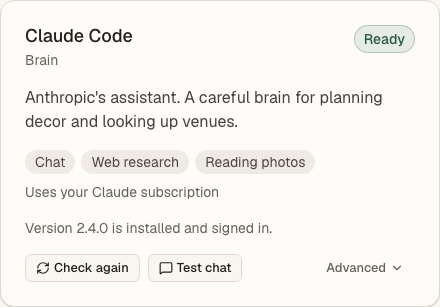 Claude Code
Ready
Brain
Anthropic's assistant. A careful brain for planning
decor and looking up venues.
Chat
Web research
Reading photos
Uses your Claude subscription
Version 2.4.0 is installed and signed in.
Check again
Test chat
Advanced